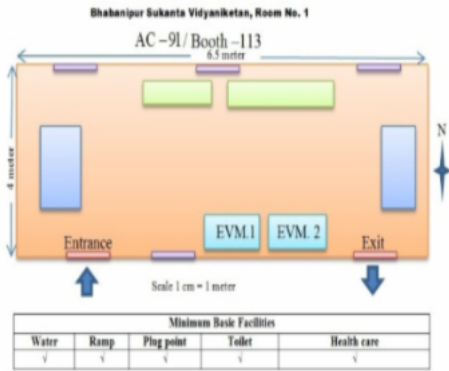 Bhabanipur Sukanta Vidyaniketan, Room No. 1
AC -91/ Booth -113
6.5 meter
4 meter
N
EVM.1 EVM. 2
Entrance Exit
Scale 1 cm = 1 meter
Minimum Basic Facilities
Water Ramp Plug point Toilet Health care
√ √ √ √ √